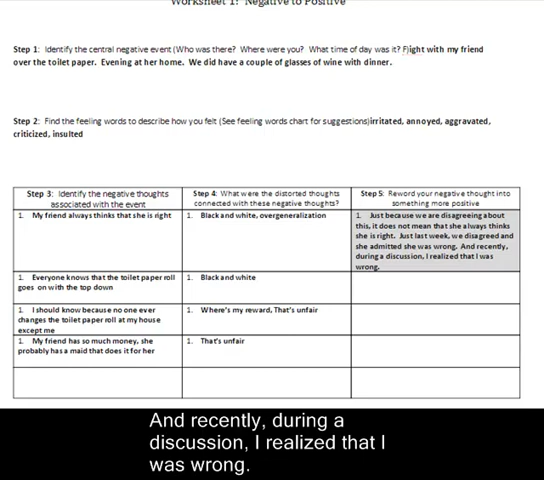 Worksheet 1: Negative to Positive
Step 1: Identify the central negative event (Who was there? Where were you? What time of day was it? F)ight with my friend
over the toilet paper. Evening at her home. We did have a couple of glasses of wine with dinner.
Step 2: Find the feeling words to describe how you felt (See feeling words chart for suggestions)irritated, annoyed, aggravated,
criticized, insulted
Step 3: Identify the negative thoughts
associated with the event
Step 4: What were the distorted thoughts
connected with these negative thoughts?
Step 5: Reword your negative thought into
something more positive
1. My friend always thinks that she is right
1. Black and white, overgeneralization
1. Just because we are disagreeing about
this, it does not mean that she always thinks
she is right. Just last week, we disagreed and
she admitted she was wrong. And recently,
during a discussion, I realized that I was
wrong.
1. Everyone knows that the toilet paper roll
goes on with the top down
1. Black and white
1. I should know because no one ever
changes the toilet paper roll at my house
except me
1. Where's my reward, That's unfair
1. My friend has so much money, she
probably has a maid that does it for her
1. That's unfair
And recently, during a
discussion, I realized that I
was wrong.